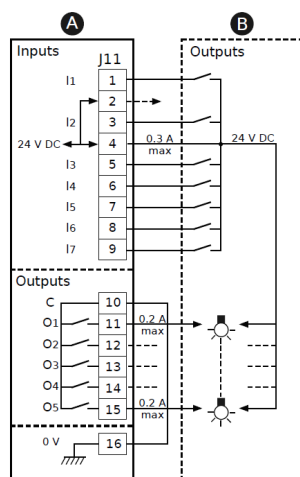 A B
Inputs Outputs
J11
I1 1
2
I2 3
24 V DC 4 0.3 A max 24 V DC
I3 5
I4 6
I5 7
I6 8
I7 9
Outputs
C 10
O1 11 0.2 A max
O2 12
O3 13
O4 14
O5 15 0.2 A max
0 V 16